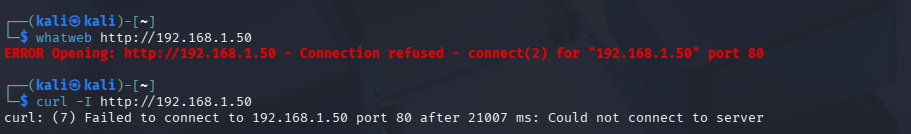 ┌──(kali㉿kali)-[~]
└─$ whatweb http://192.168.1.50
ERROR Opening: http://192.168.1.50 - Connection refused - connect(2) for "192.168.1.50" port 80
┌──(kali㉿kali)-[~]
└─$ curl -I http://192.168.1.50
curl: (7) Failed to connect to 192.168.1.50 port 80 after 21007 ms: Could not connect to server